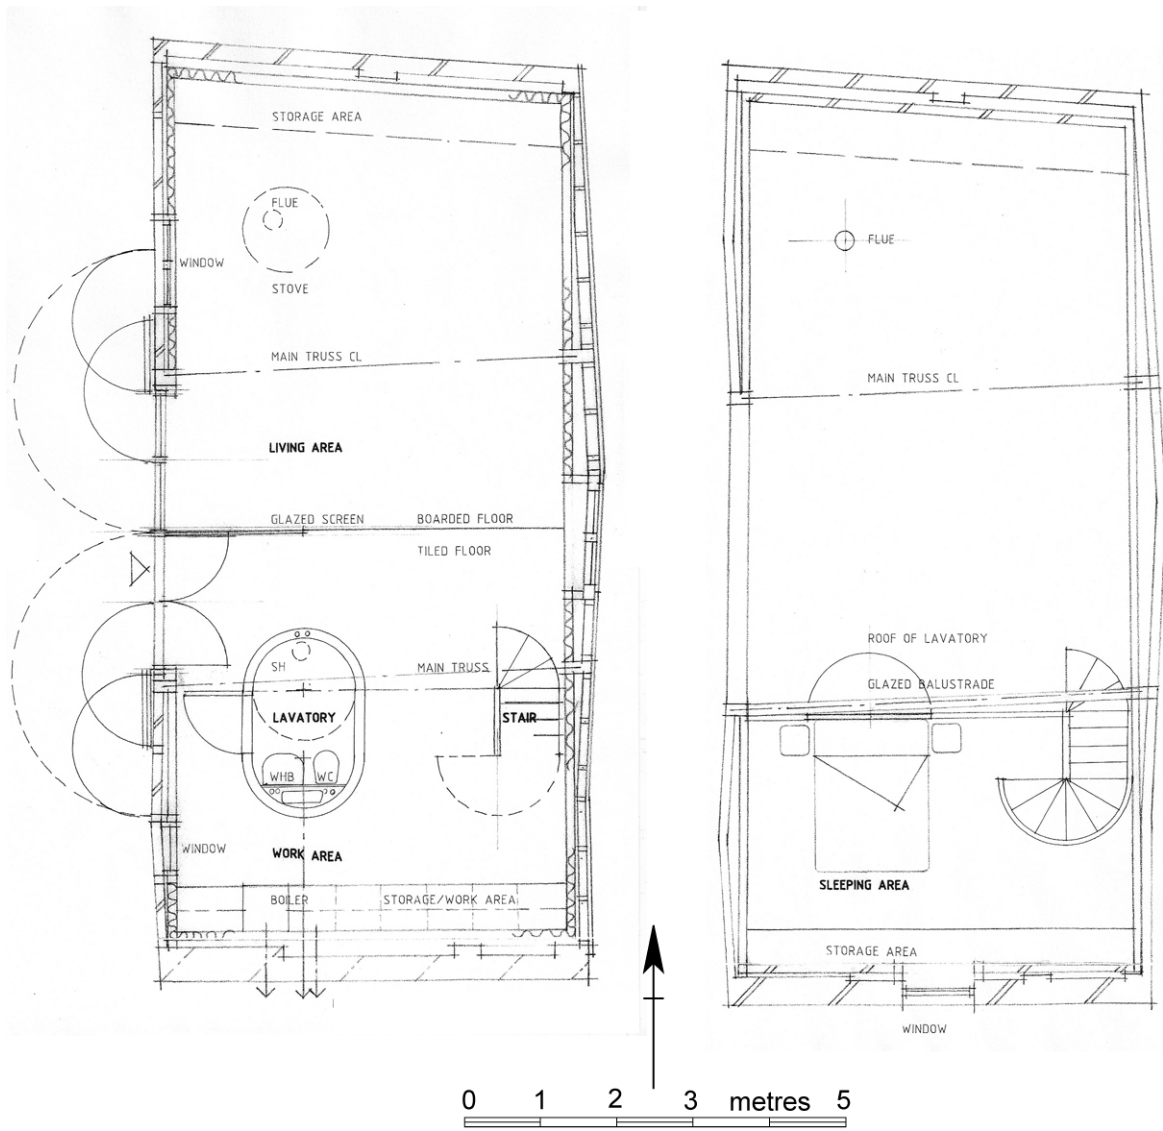 STORAGE AREA
FLUE
STOVE
WINDOW
MAIN TRUSS CL
LIVING AREA
GLAZED SCREEN
BOARDED FLOOR
TILED FLOOR
SH
MAIN TRUSS
LAVATORY
STAIR
WHB
WC
WINDOW
WORK AREA
BOILER
STORAGE/WORK AREA
FLUE
MAIN TRUSS CL
ROOF OF LAVATORY
GLAZED BALUSTRADE
SLEEPING AREA
STORAGE AREA
WINDOW
0 1 2 3 metres 5